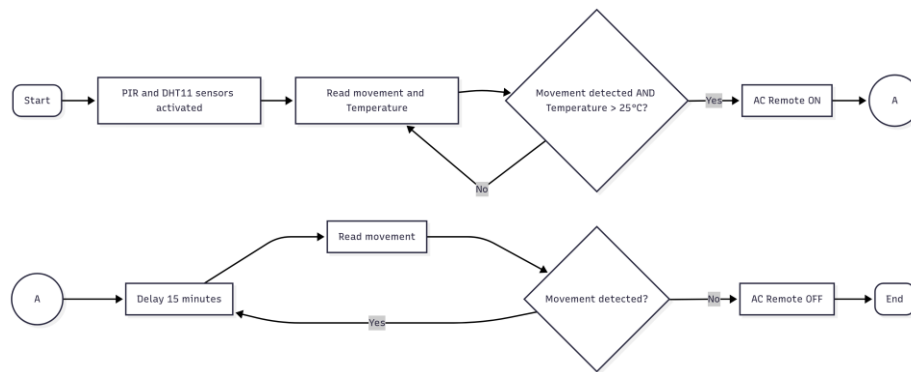 Start
PIR and DHT11 sensors
activated
Read movement and
Temperature
Movement detected AND
Temperature > 25°C?
Yes
AC Remote ON
A
No
Read movement
A
Delay 15 minutes
Movement detected?
No
AC Remote OFF
End
Yes